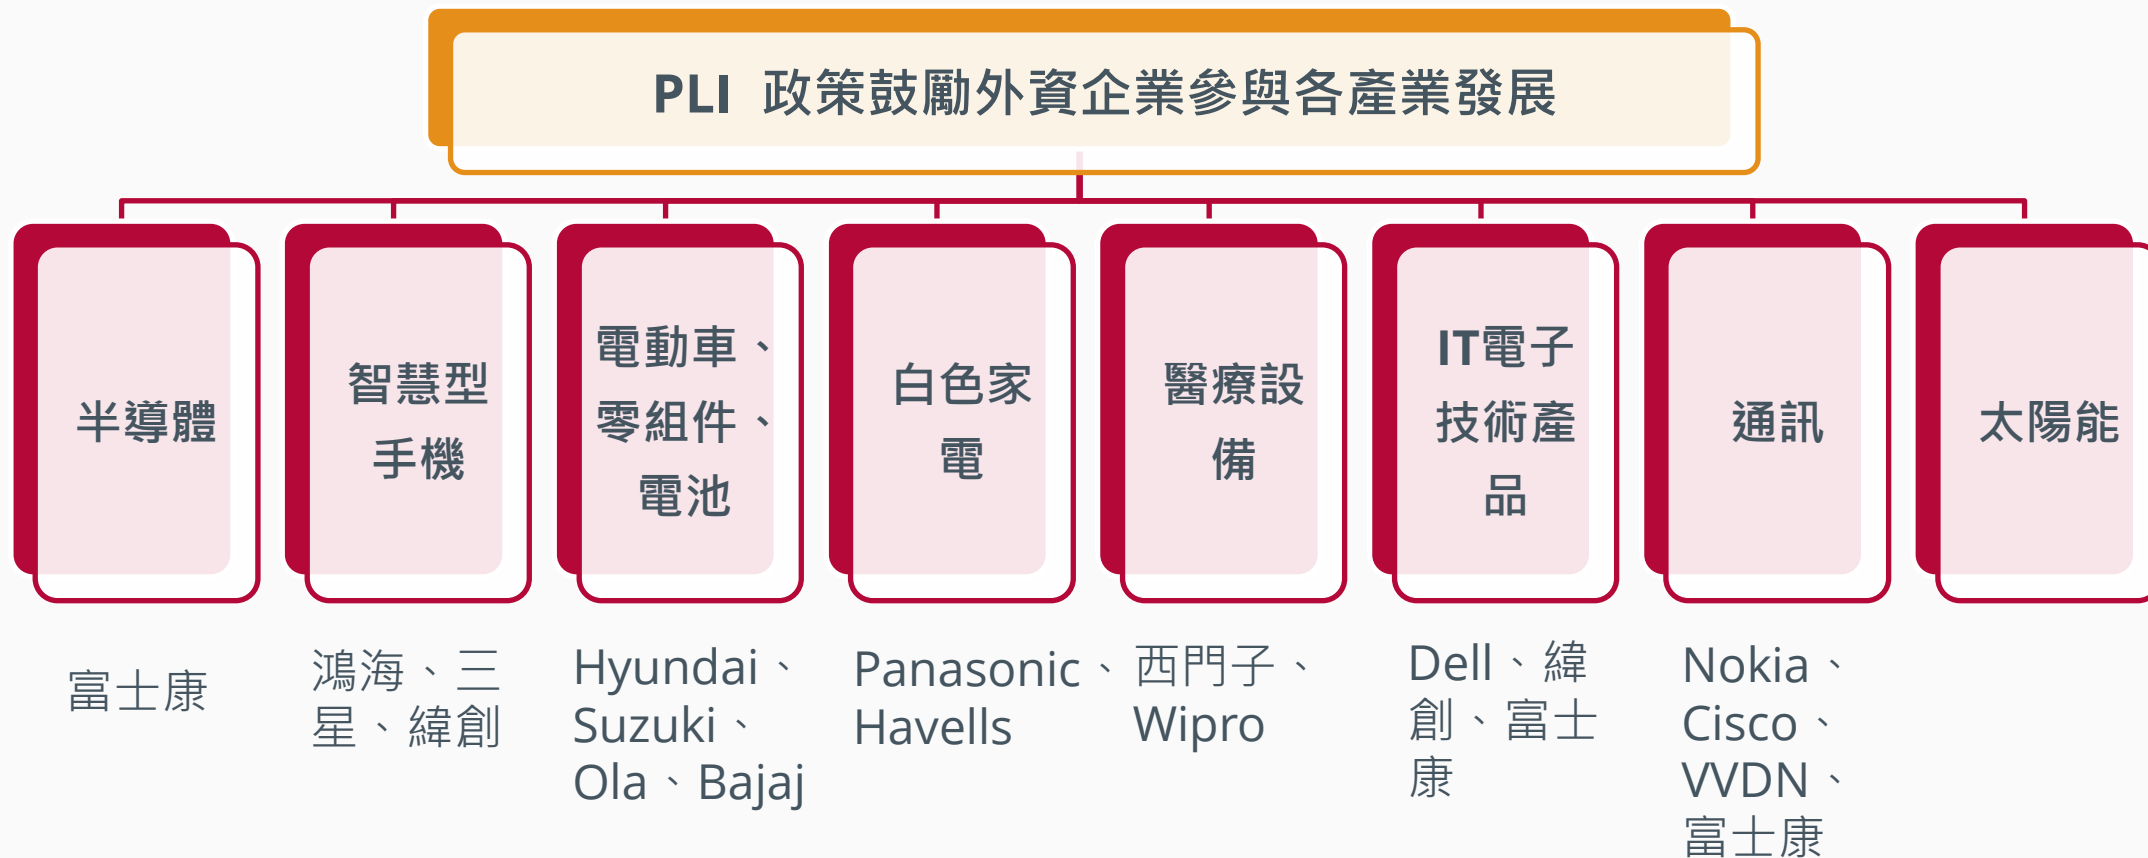 PLI 政策鼓勵外資企業參與各產業發展
半導體
智慧型
手機
電動車、
零組件、
電池
白色家
電
醫療設
備
IT電子
技術產
品
通訊
太陽能
富士康
鴻海、三
星、緯創
Hyundai、
Suzuki、
Ola、Bajaj
Panasonic、
Havells
西門子、
Wipro
Dell、緯
創、富士
康
Nokia、
Cisco、
VVDN、
富士康